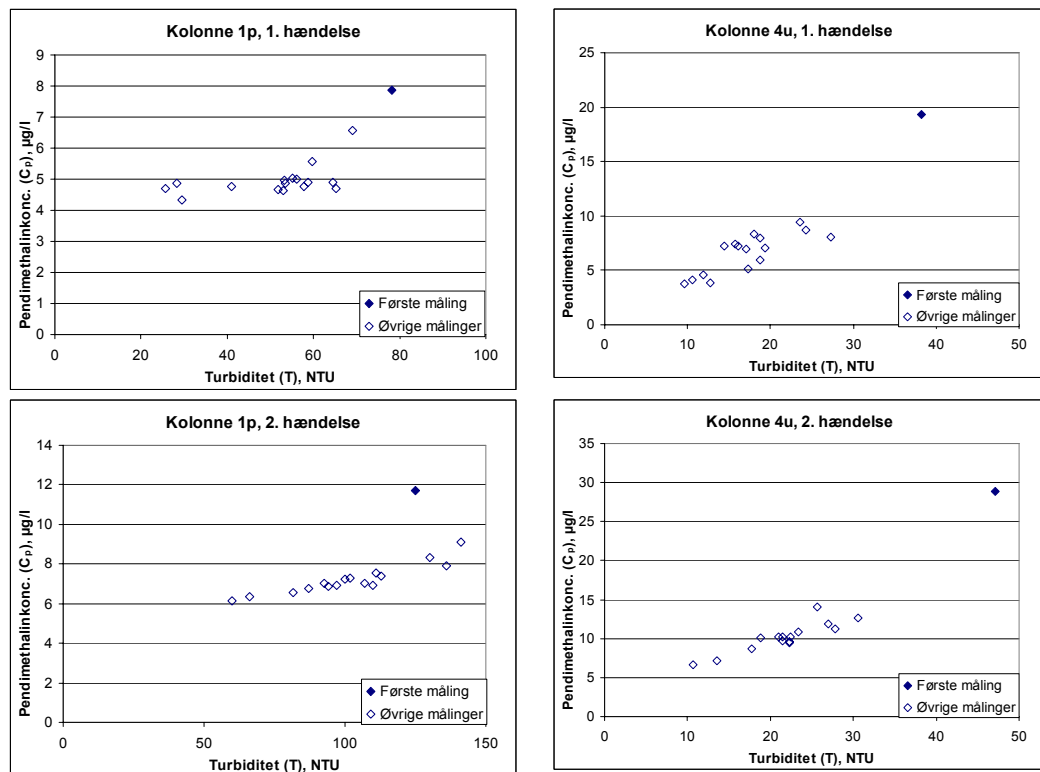 Kolonne 1p, 1. hændelse
Pendimethalinkonc. (Cp), µg/l
9
8
7
6
5
4
3
2
1
0
0 20 40 60 80 100
Turbiditet (T), NTU
Første måling
Øvrige målinger
Kolonne 4u, 1. hændelse
Pendimethalinkonc. (Cp), µg/l
25
20
15
10
5
0
0 10 20 30 40 50
Turbiditet (T), NTU
Første måling
Øvrige målinger
Kolonne 1p, 2. hændelse
Pendimethalinkonc. (Cp), µg/l
14
12
10
8
6
4
2
0
0 50 100 150
Turbiditet (T), NTU
Første måling
Øvrige målinger
Kolonne 4u, 2. hændelse
Pendimethalinkonc. (Cp), µg/l
35
30
25
20
15
10
5
0
0 10 20 30 40 50
Turbiditet (T), NTU
Første måling
Øvrige målinger